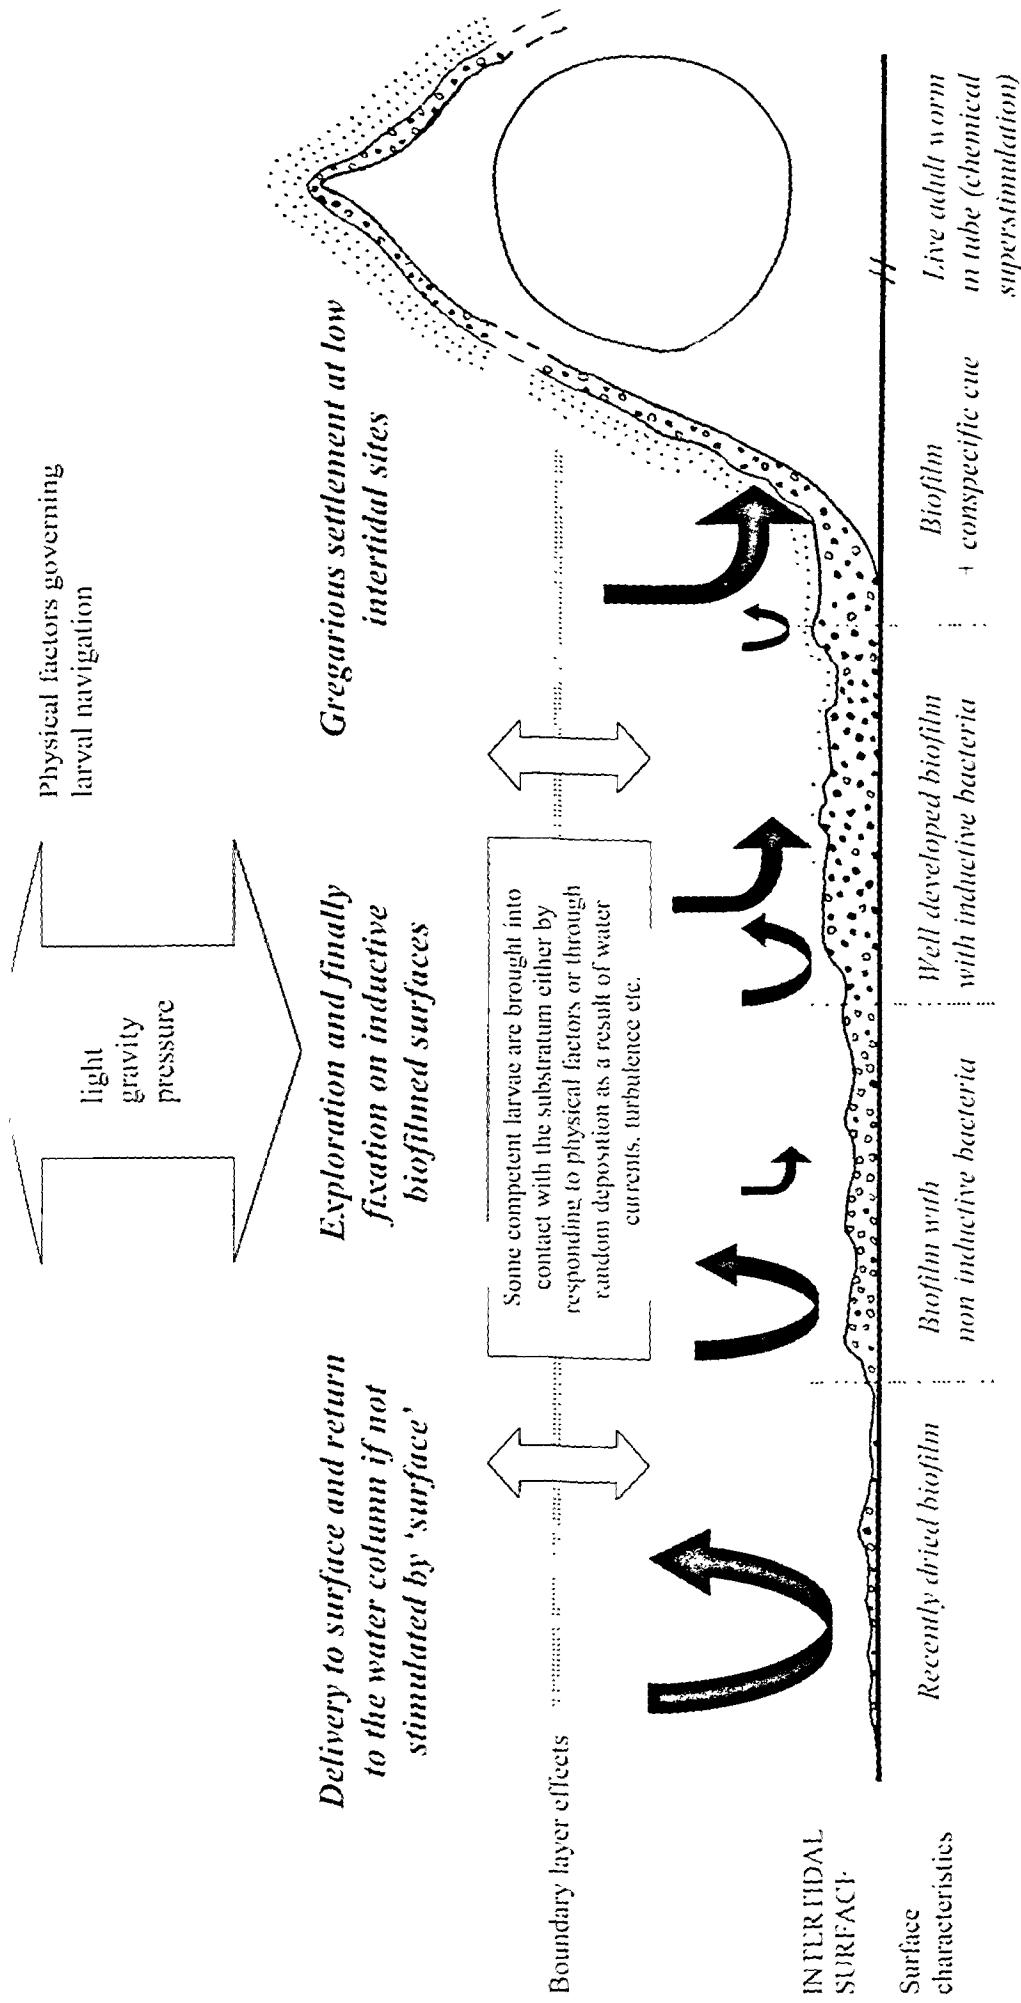 Physical factors governing
larval navigation
light
gravity
pressure
Delivery to surface and return
to the water column if not
stimulated by 'surface'
Exploration and finally
fixation on inductive
biofilmed surfaces
Gregarious settlement at low
intertidal sites
Boundary layer effects
Some competent larvae are brought into
contact with the substratum either by
responding to physical factors or through
random deposition as a result of water
currents, turbulence etc.
INTERTIDAL
SURFACE
Surface
characteristics
Recently dried biofilm
Biofilm with
non inductive bacteria
Well developed biofilm
with inductive bacteria
Biofilm
+ conspecific cue
Live adult worm
in tube (chemical
superstimulation)